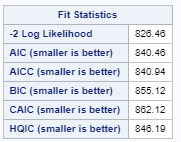 Fit Statistics
-2 Log Likelihood 826.46
AIC (smaller is better) 840.46
AICC (smaller is better) 840.94
BIC (smaller is better) 855.12
CAIC (smaller is better) 862.12
HQIC (smaller is better) 846.19